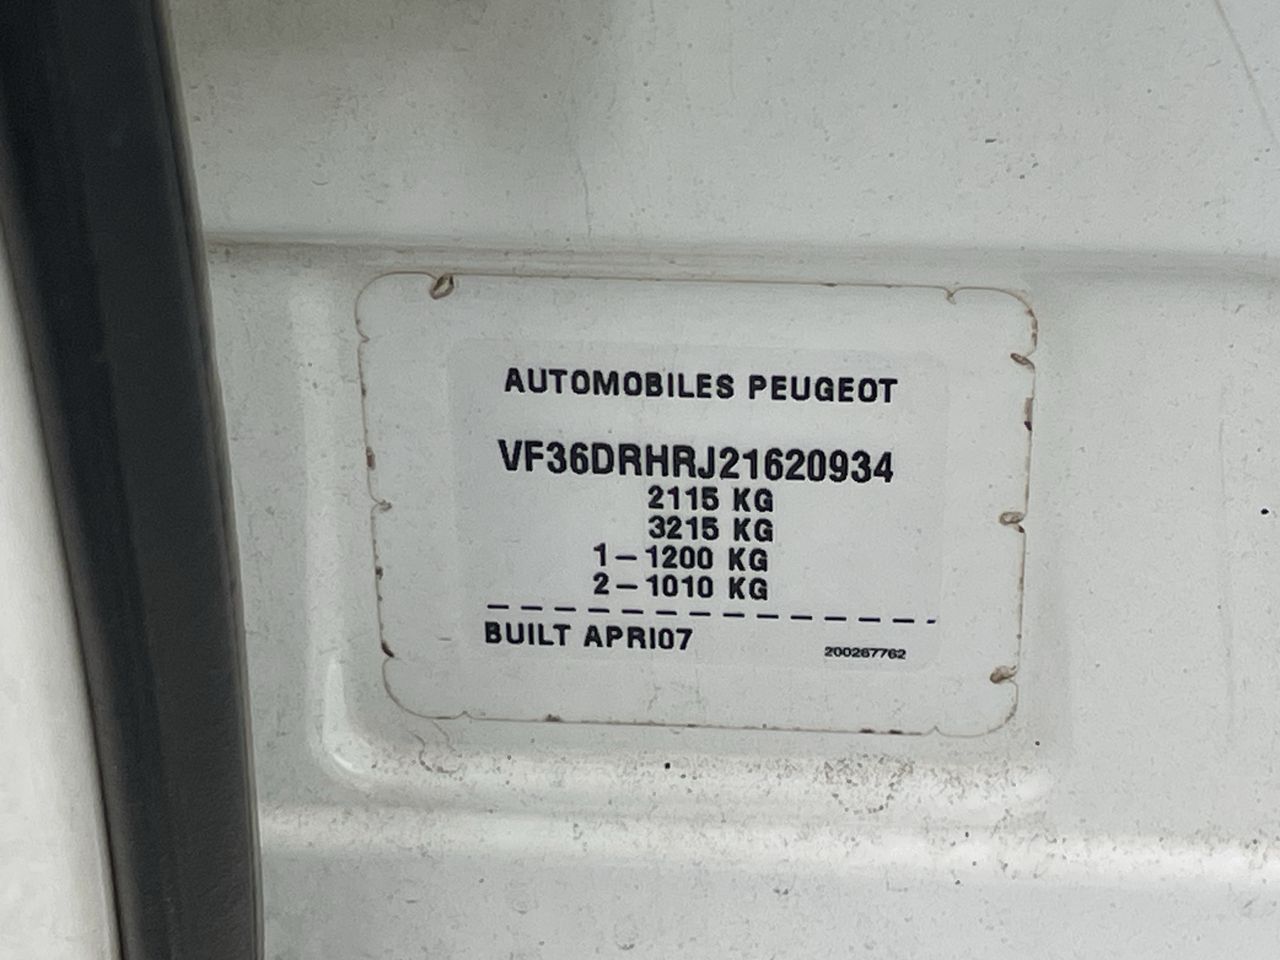 AUTOMOBILES PEUGEOT
VF36DRHRJ21620934
2115 KG
3215 KG
1–1200 KG
2–1010 KG
BUILT APRI07
200267762